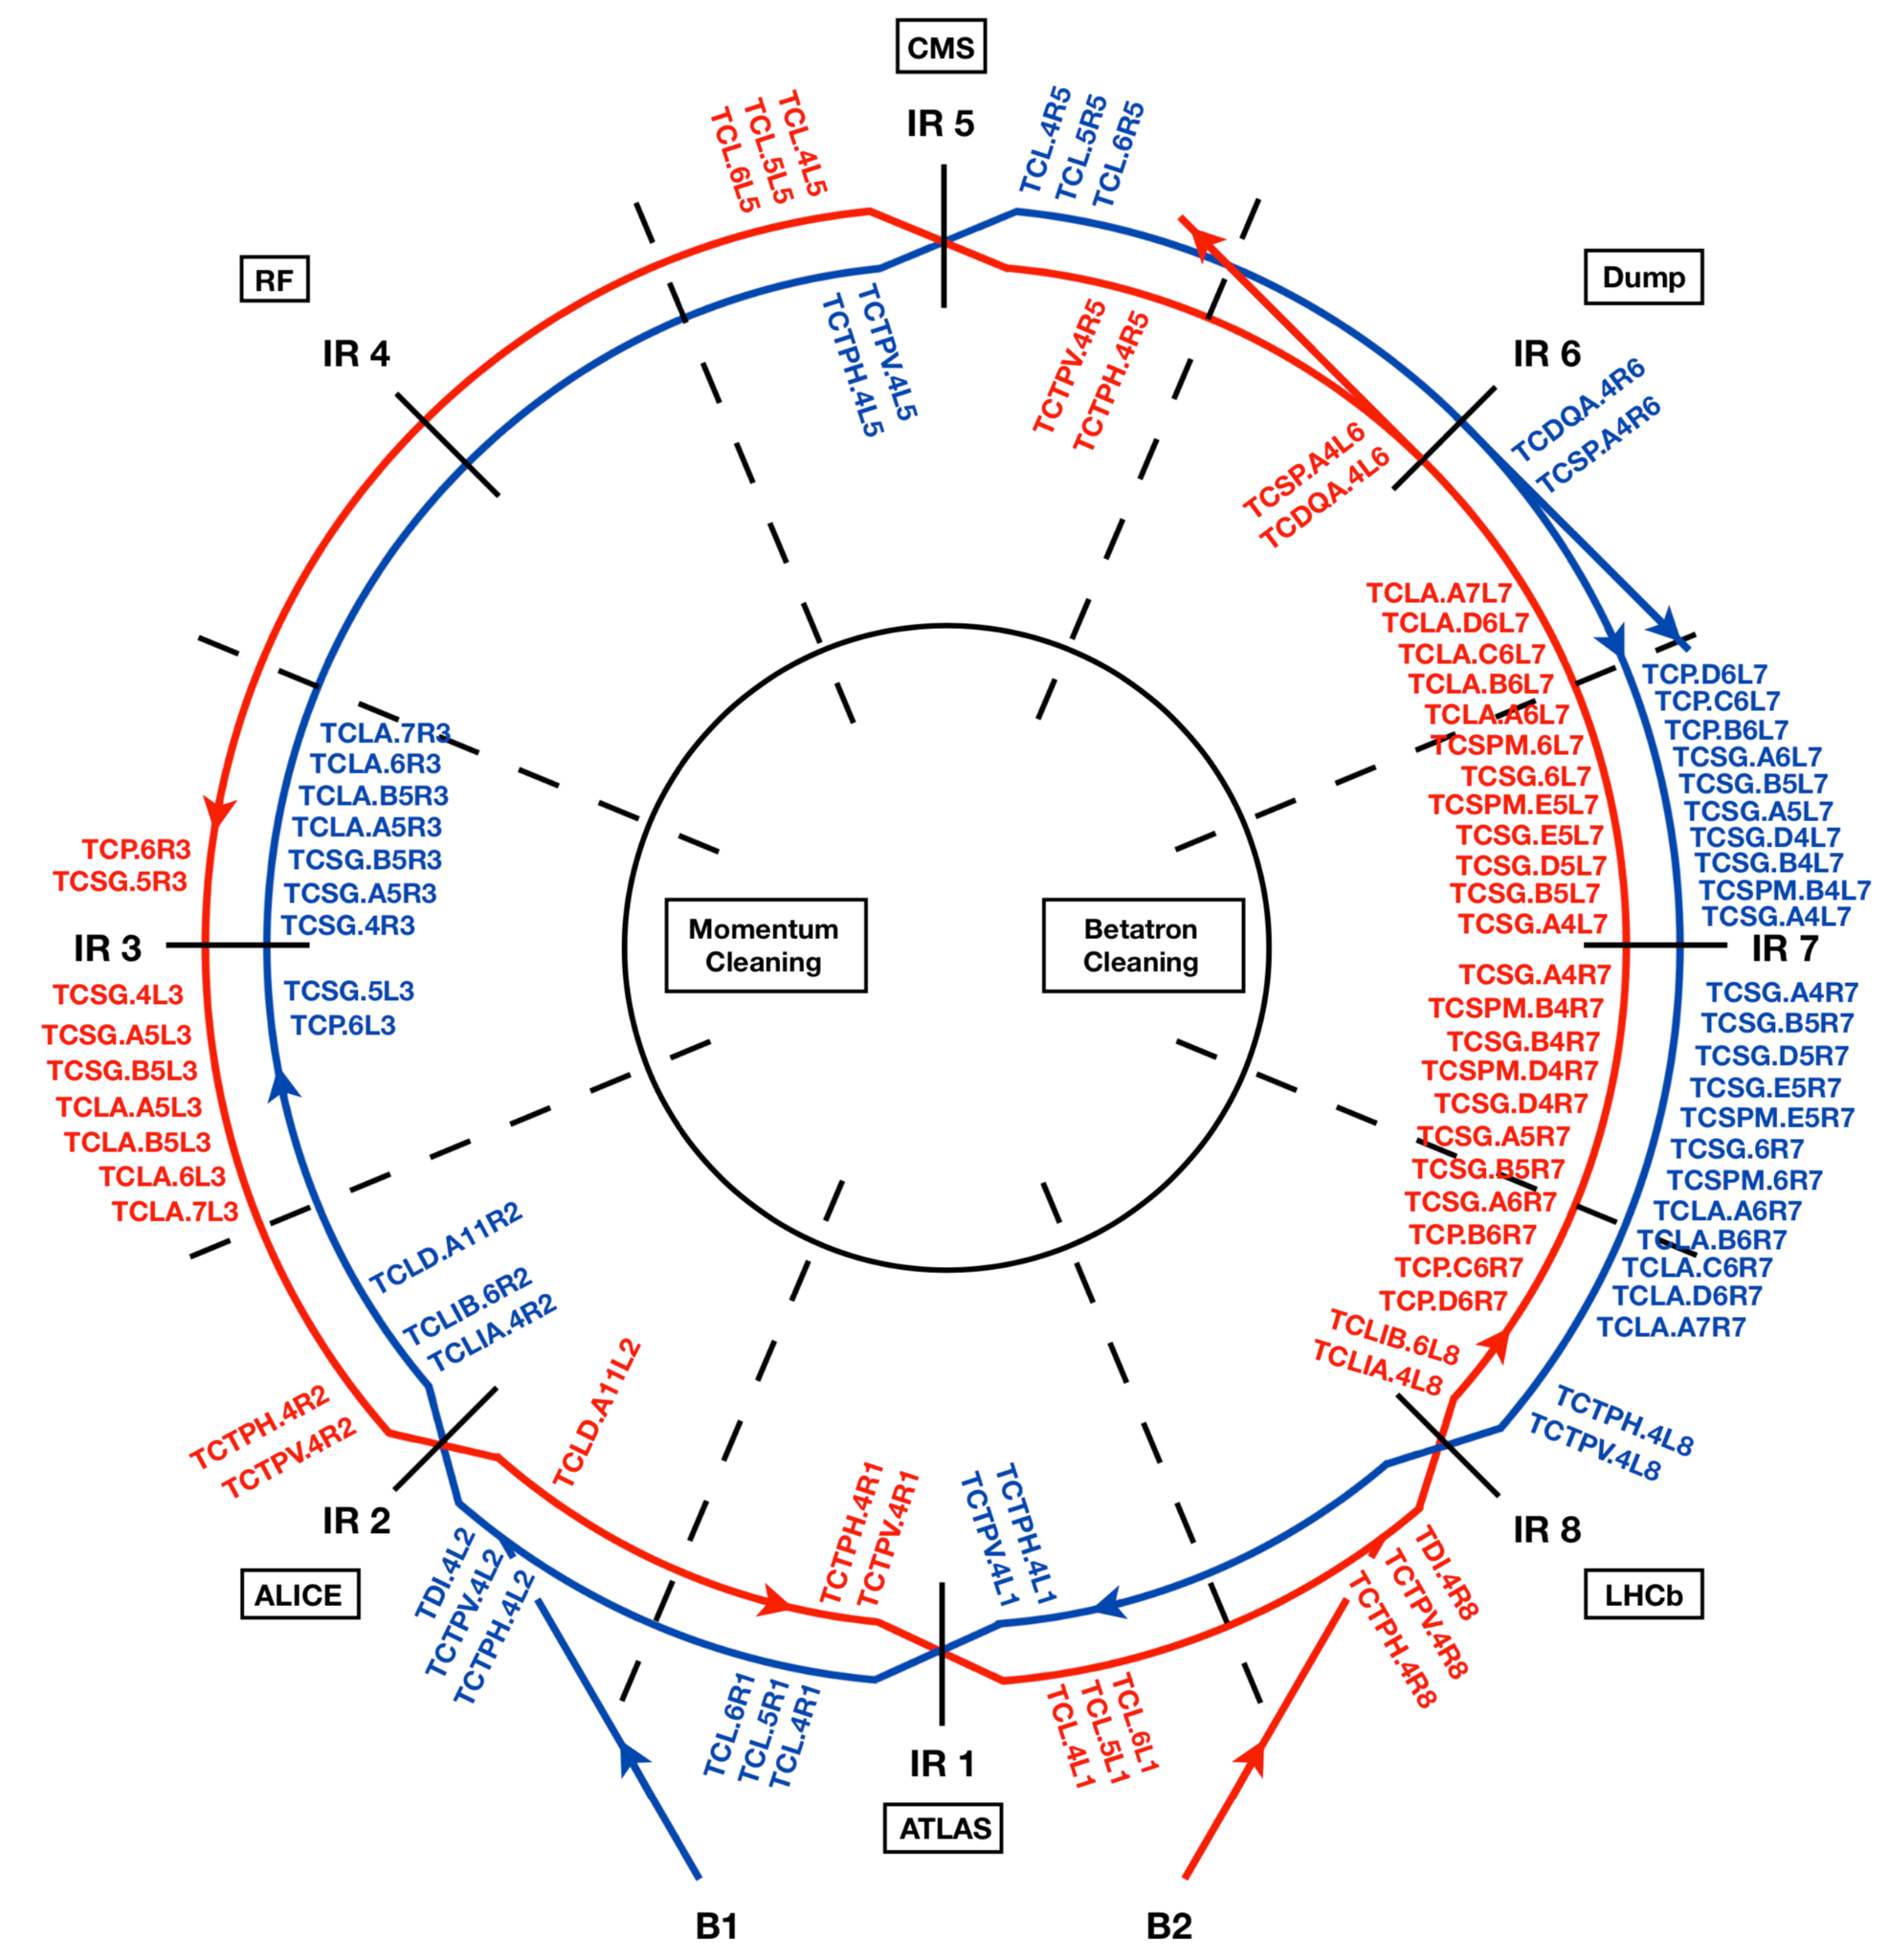 CMS
IR 5
TCL.6L5
TCL.5L5
TCL.4L5
TCL.4R5
TCL.5R5
TCL.6R5
RF
IR 4
Dump
IR 6
TCTPH.4L5
TCTPV.4L5
TCTPV.4R5
TCTPH.4R5
TCSP.A4L6
TCDQA.4L6
TCDQA.4R6
TCSP.A4R6
TCLA.A7L7
TCLA.D6L7
TCLA.C6L7
TCLA.B6L7
TCLA.A6L7
TCSPM.6L7
TCSG.6L7
TCSPM.E5L7
TCSG.E5L7
TCSG.D5L7
TCSG.B5L7
TCSG.A4L7
TCP.D6L7
TCP.C6L7
TCP.B6L7
TCSG.A6L7
TCSG.B5L7
TCSG.A5L7
TCSG.D4L7
TCSG.B4L7
TCSPM.B4L7
TCSG.A4L7
TCLA.7R3
TCLA.6R3
TCLA.B5R3
TCLA.A5R3
TCSG.B5R3
TCSG.A5R3
TCSG.4R3
TCP.6R3
TCSG.5R3
IR 3
Momentum
Cleaning
Betatron
Cleaning
IR 7
TCSG.4L3
TCSG.A5L3
TCSG.B5L3
TCLA.A5L3
TCLA.B5L3
TCLA.6L3
TCLA.7L3
TCSG.5L3
TCP.6L3
TCSG.A4R7
TCSPM.B4R7
TCSG.B4R7
TCSPM.D4R7
TCSG.D4R7
TCSG.A5R7
TCSG.B5R7
TCSG.A6R7
TCP.B6R7
TCP.C6R7
TCP.D6R7
TCSG.A4R7
TCSG.B5R7
TCSG.D5R7
TCSG.E5R7
TCSPM.E5R7
TCSG.6R7
TCSPM.6R7
TCLA.A6R7
TCLA.B6R7
TCLA.C6R7
TCLA.D6R7
TCLA.A7R7
TCLD.A11R2
TCLIB.6R2
TCLIA.4R2
TCLIB.6L8
TCLIA.4L8
TCTPH.4R2
TCTPV.4R2
TCLD.A11L2
TCTPH.4L8
TCTPV.4L8
IR 2
ALICE
TDI.4L2
TCTPV.4L2
TCTPH.4L2
TCTPH.4R1
TCTPV.4R1
TCTPV.4L1
TCTPH.4L1
TDI.4R8
TCTPV.4R8
TCTPH.4R8
IR 8
LHCb
TCL.6R1
TCL.5R1
TCL.4R1
TCL.4L1
TCL.5L1
TCL.6L1
IR 1
ATLAS
B1
B2